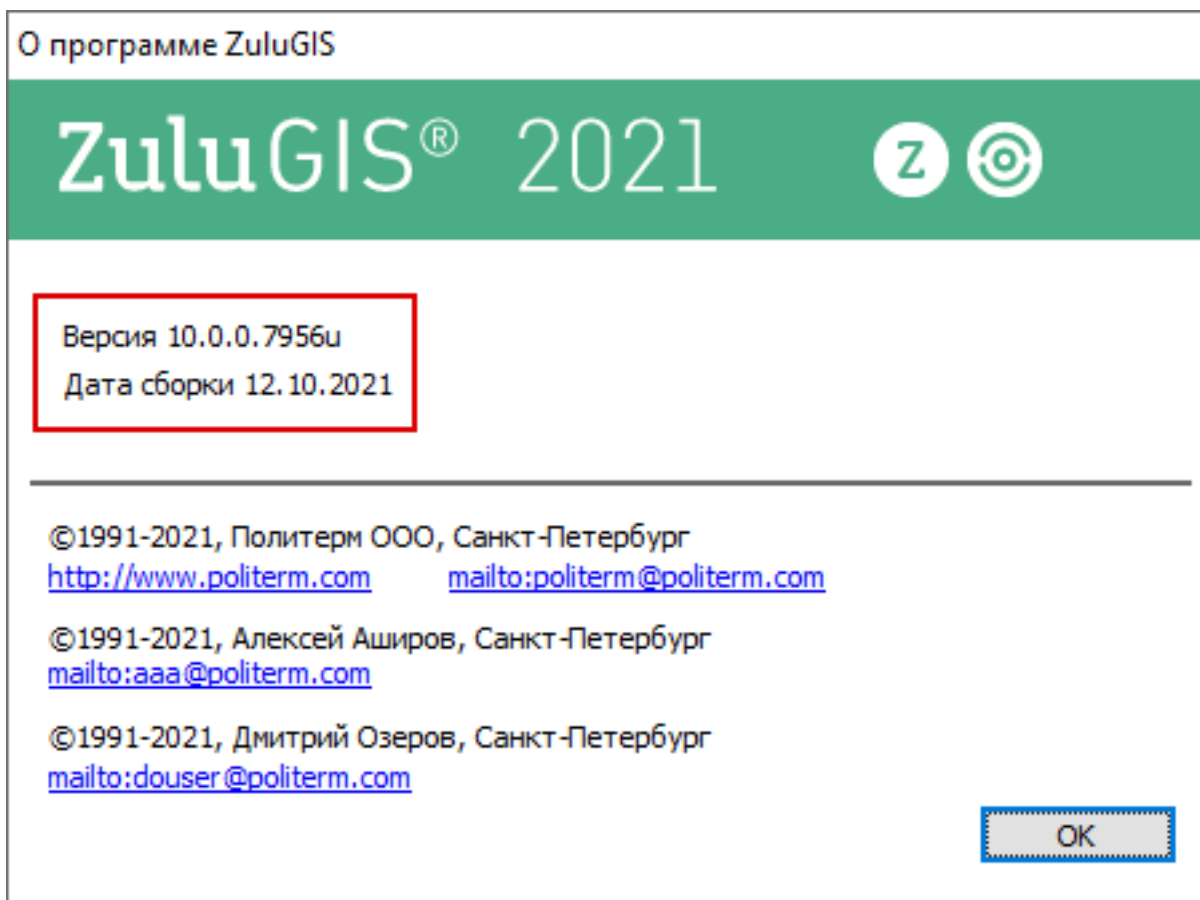 О программе ZuluGIS
ZuluGIS® 2021 Z
Версия 10.0.0.7956u
Дата сборки 12.10.2021
©1991-2021, Политерм ООО, Санкт-Петербург
http://www.politerm.com mailto:politerm@politerm.com
©1991-2021, Алексей Аширов, Санкт-Петербург
mailto:aaa@politerm.com
©1991-2021, Дмитрий Озеров, Санкт-Петербург
mailto:douser@politerm.com
OK